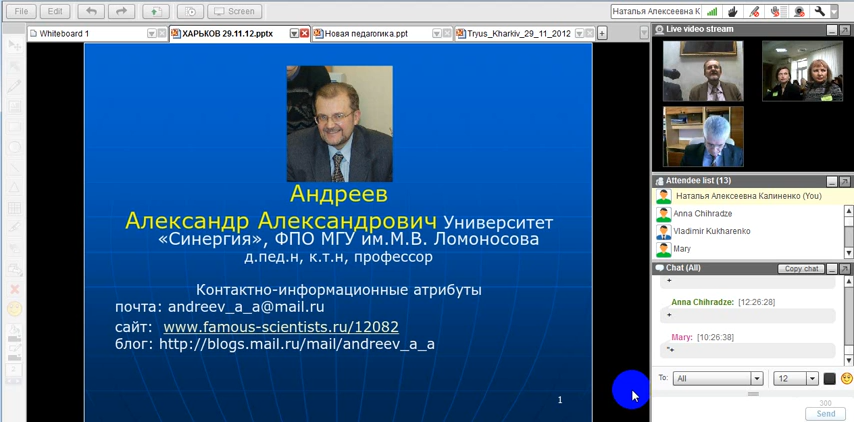 File
Edit
Screen
Наталья Алексеевна К
Whiteboard 1
ХАРЬКОВ 29.11.12.pptx
Новая педагогика.ppt
Tryus_Kharkiv_29_11_2012
Андреев
Александр Александрович Университет
«Синергия», ФПО МГУ им.М.В. Ломоносова
д.пед.н, к.т.н, профессор
Контактно-информационные атрибуты
почта: andreev_a_a@mail.ru
сайт: www.famous-scientists.ru/12082
блог: http://blogs.mail.ru/mail/andreev_a_a
1
Live video stream
Attendee list (13)
Наталья Алексеевна Калиненко (You)
Anna Chihradze
Vladimir Kukharenko
Mary
Chat (All)
Copy chat
+
Anna Chihradze: [12:26:28]
+
Mary: [10:26:38]
"+
To:
All
12
300
Send